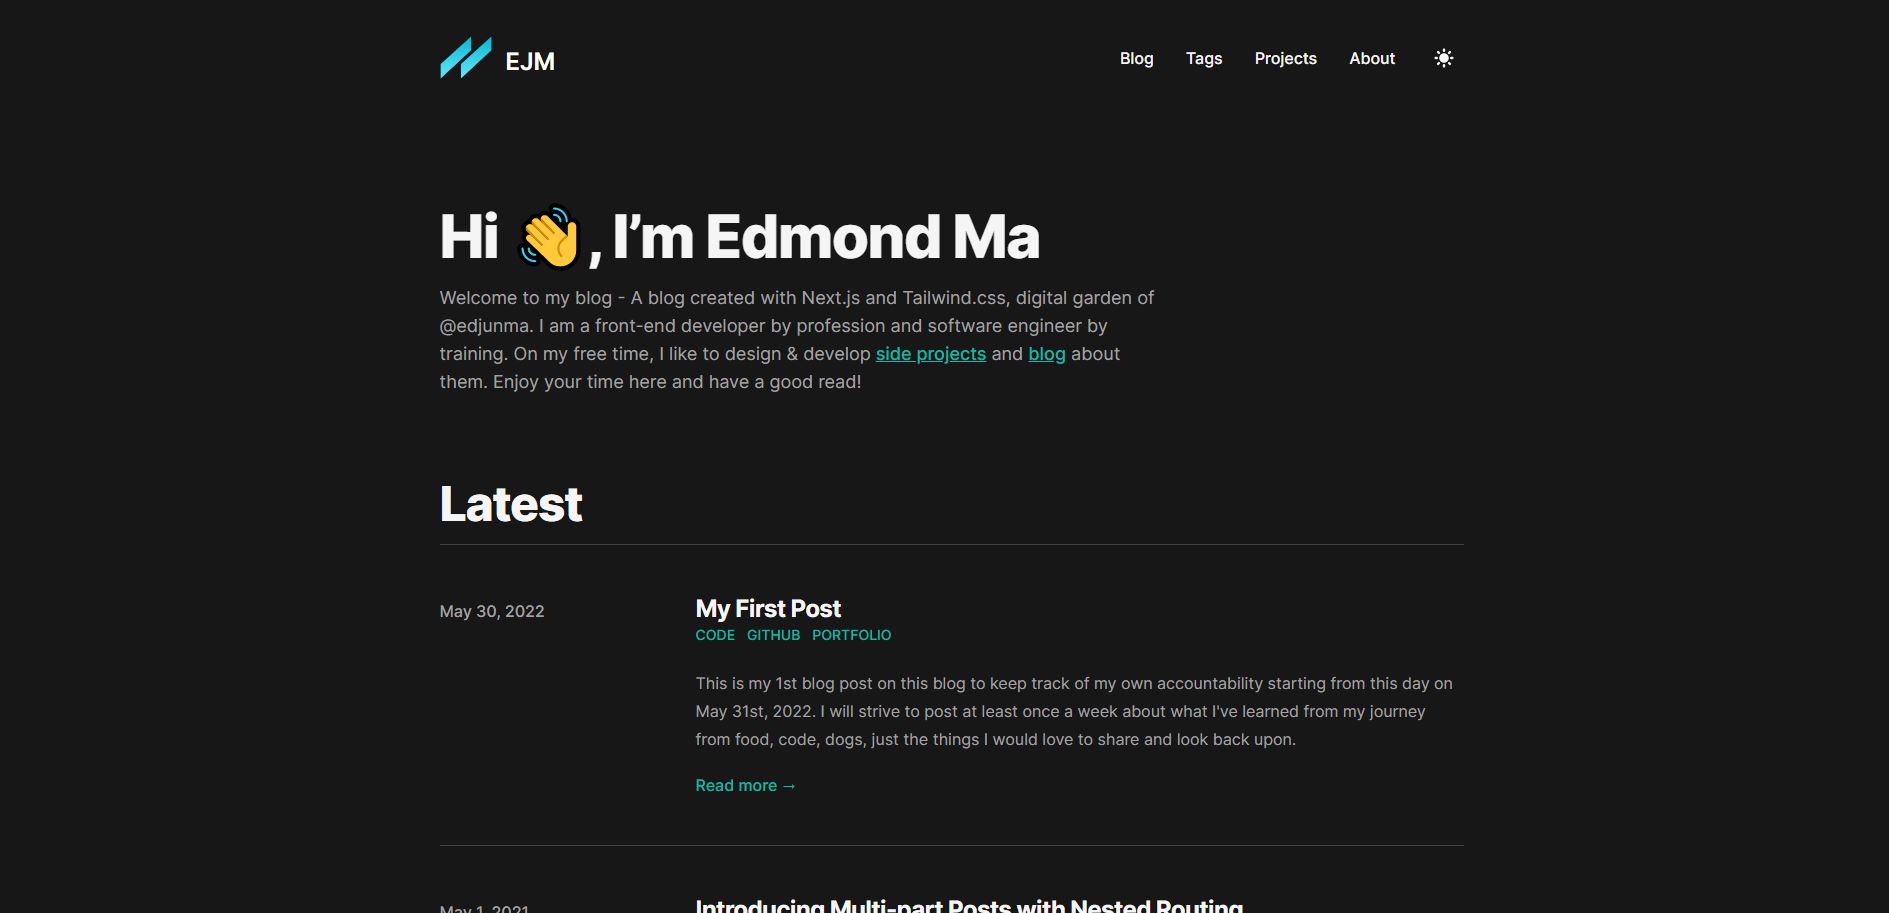 EJM
Blog Tags Projects About
Hi 👋, I’m Edmond Ma
Welcome to my blog - A blog created with Next.js and Tailwind.css, digital garden of
@edjunma. I am a front-end developer by profession and software engineer by
training. On my free time, I like to design & develop side projects and blog about
them. Enjoy your time here and have a good read!
Latest
May 30, 2022
My First Post
CODE GITHUB PORTFOLIO
This is my 1st blog post on this blog to keep track of my own accountability starting from this day on
May 31st, 2022. I will strive to post at least once a week about what I've learned from my journey
from food, code, dogs, just the things I would love to share and look back upon.
Read more →
May 1, 2021
Introducing Multi-part Posts with Nested Routing